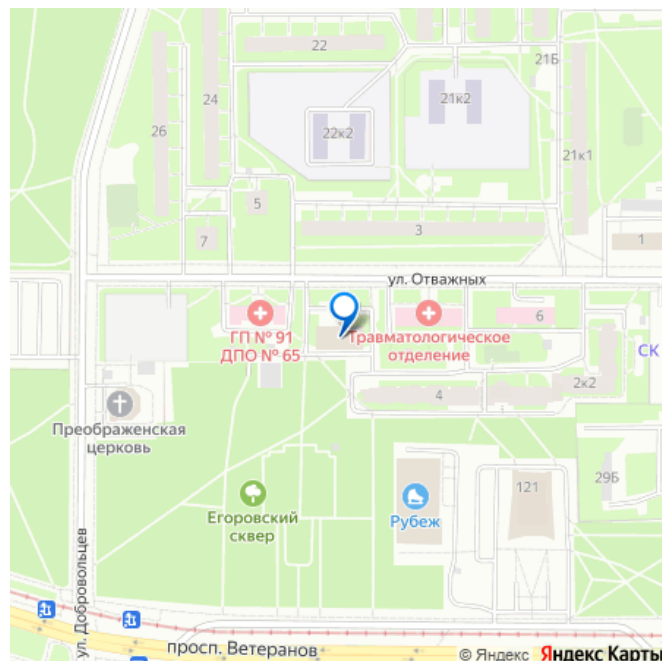 22
21Б
24
21к2
26
22к2
21к1
5
3
7
1
ул. Отважных
ГП № 91
ДПО № 65
Травматологическое
отделение
6
СК
2к2
4
Преображенская
церковь
29Б
121
Рубеж
Егоровский
сквер
ул. Добровольцев
просп. Ветеранов
© Яндекс Яндекс Карты